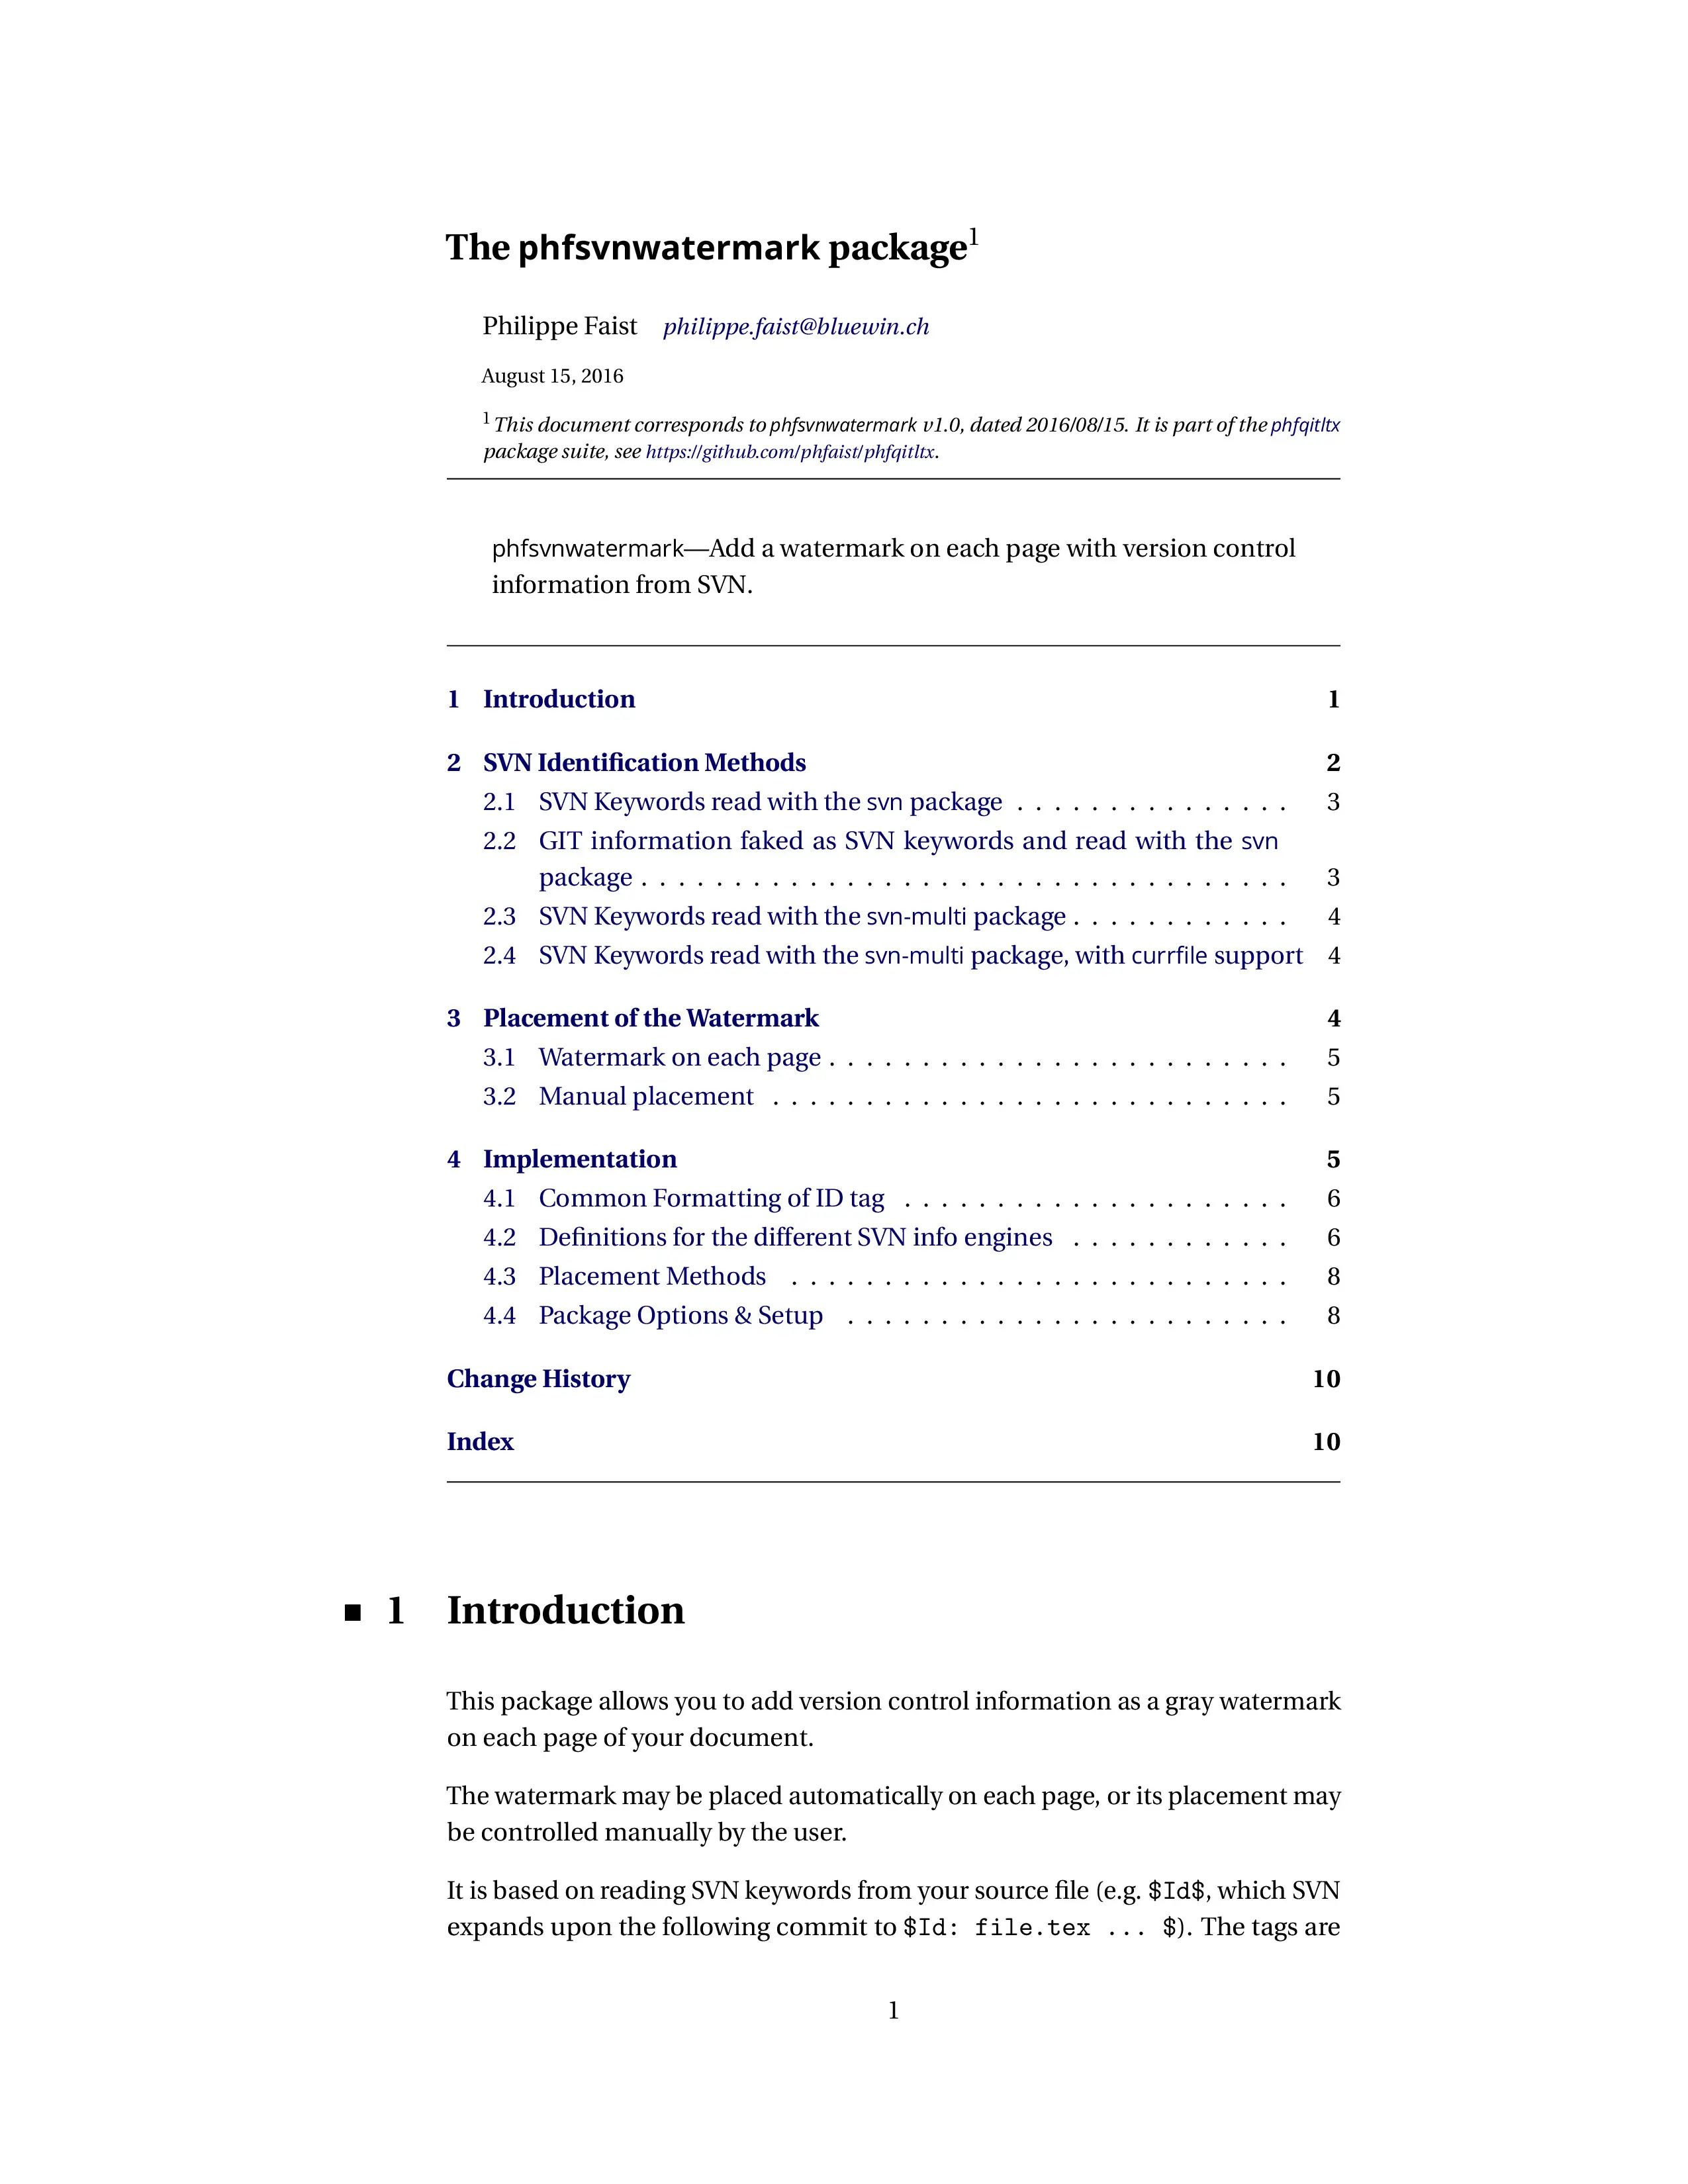 The phfsvnwatermark package1
Philippe Faist philippe.faist@bluewin.ch
August 15, 2016
1 This document corresponds to phfsvnwatermark v1.0, dated 2016/08/15. It is part of the phfqitltx
package suite, see https://github.com/phfaist/phfqitltx.
phfsvnwatermark—Add a watermark on each page with version control
information from SVN.
1 Introduction 1
2 SVN Identification Methods 2
2.1 SVN Keywords read with the svn package . . . . . . . . . . . . . . . 3
2.2 GIT information faked as SVN keywords and read with the svn
package . . . . . . . . . . . . . . . . . . . . . . . . . . . . . . . . . . . 3
2.3 SVN Keywords read with the svn-multi package . . . . . . . . . . . . 4
2.4 SVN Keywords read with the svn-multi package, with currfile support 4
3 Placement of the Watermark 4
3.1 Watermark on each page . . . . . . . . . . . . . . . . . . . . . . . . . 5
3.2 Manual placement . . . . . . . . . . . . . . . . . . . . . . . . . . . . 5
4 Implementation 5
4.1 Common Formatting of ID tag . . . . . . . . . . . . . . . . . . . . . 6
4.2 Definitions for the different SVN info engines . . . . . . . . . . . . 6
4.3 Placement Methods . . . . . . . . . . . . . . . . . . . . . . . . . . . 8
4.4 Package Options & Setup . . . . . . . . . . . . . . . . . . . . . . . . 8
Change History 10
Index 10
■ 1 Introduction
This package allows you to add version control information as a gray watermark
on each page of your document.
The watermark may be placed automatically on each page, or its placement may
be controlled manually by the user.
It is based on reading SVN keywords from your source file (e.g. $Id$, which SVN
expands upon the following commit to $Id: file.tex ... $). The tags are
1